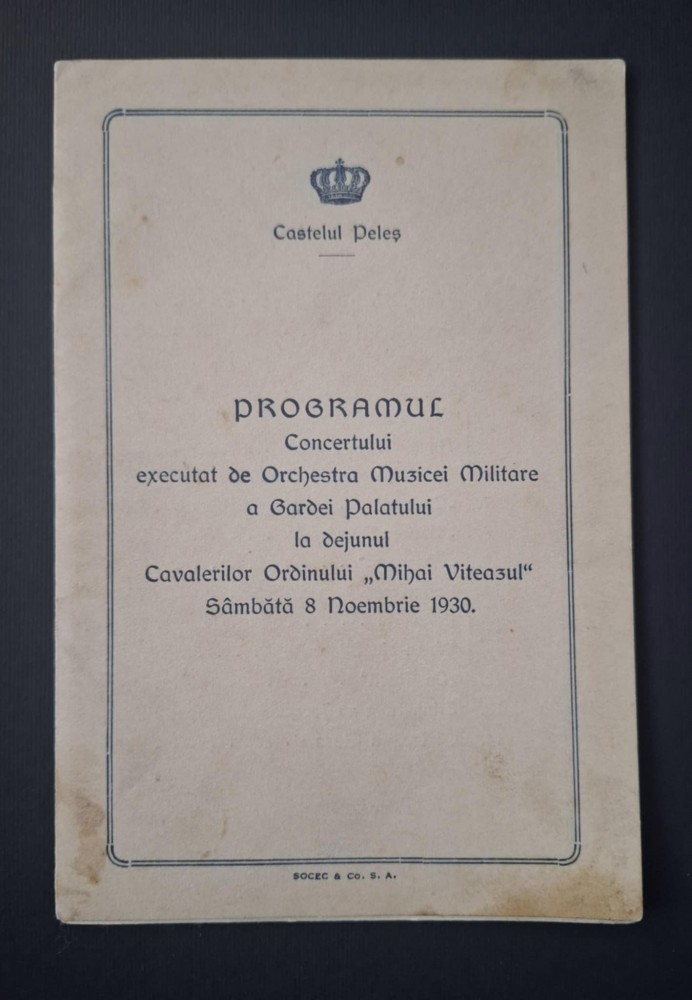 Castelul Peleș
PROGRAMUL
Concertului
executat de Orchestra Muzicei Militare
a Gardei Palatului
la dejunul
Cavalerilor Ordinului „Mihai Viteazul“
Sâmbătă 8 Noembrie 1930.
SOCEC & Co. S. A.